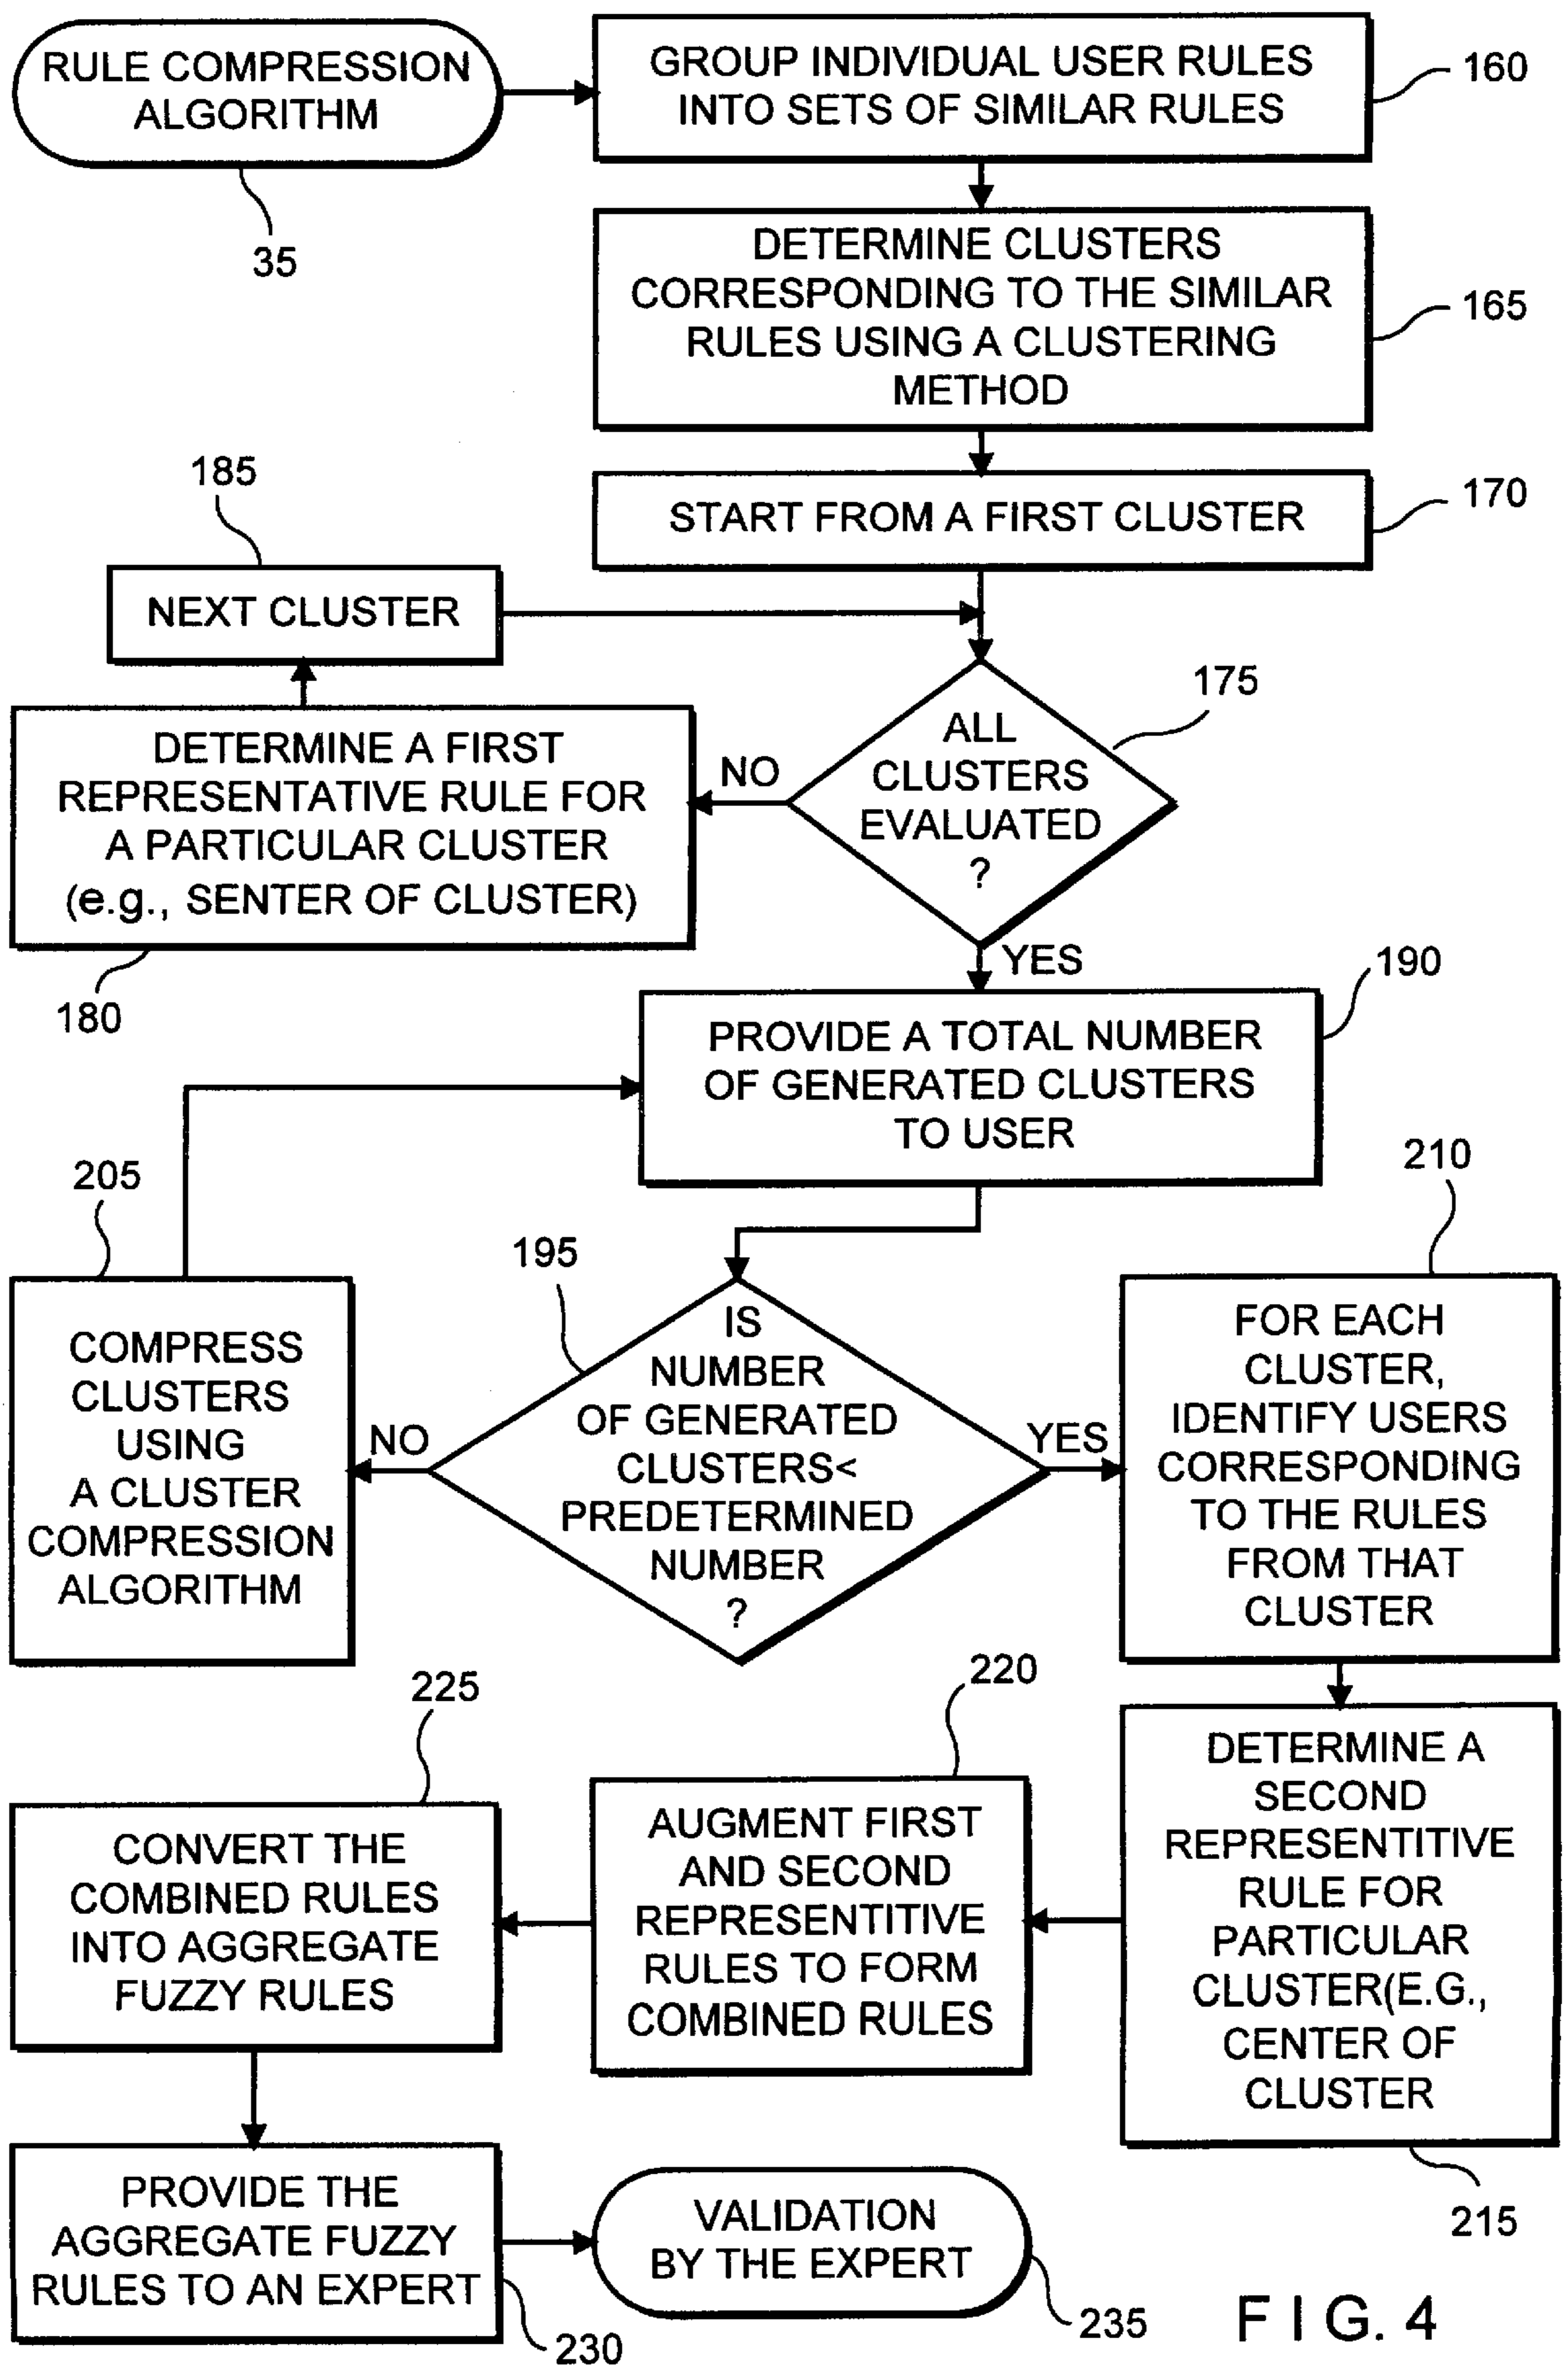 RULE COMPRESSION
ALGORITHM
35
GROUP INDIVIDUAL USER RULES
INTO SETS OF SIMILAR RULES
160
DETERMINE CLUSTERS
CORRESPONDING TO THE SIMILAR
RULES USING A CLUSTERING
METHOD
165
START FROM A FIRST CLUSTER
170
185
NEXT CLUSTER
175
ALL
CLUSTERS
EVALUATED
?
NO
DETERMINE A FIRST
REPRESENTATIVE RULE FOR
A PARTICULAR CLUSTER
(e.g., SENTER OF CLUSTER)
180
YES
190
PROVIDE A TOTAL NUMBER
OF GENERATED CLUSTERS
TO USER
205
COMPRESS
CLUSTERS
USING
A CLUSTER
COMPRESSION
ALGORITHM
NO
195
IS
NUMBER
OF GENERATED
CLUSTERS<
PREDETERMINED
NUMBER
?
YES
210
FOR EACH
CLUSTER,
IDENTIFY USERS
CORRESPONDING
TO THE RULES
FROM THAT
CLUSTER
DETERMINE A
SECOND
REPRESENTITIVE
RULE FOR
PARTICULAR
CLUSTER(E.G.,
CENTER OF
CLUSTER
215
220
AUGMENT FIRST
AND SECOND
REPRESENTITIVE
RULES TO FORM
COMBINED RULES
225
CONVERT THE
COMBINED RULES
INTO AGGREGATE
FUZZY RULES
PROVIDE THE
AGGREGATE FUZZY
RULES TO AN EXPERT
230
VALIDATION
BY THE EXPERT
235
FIG. 4